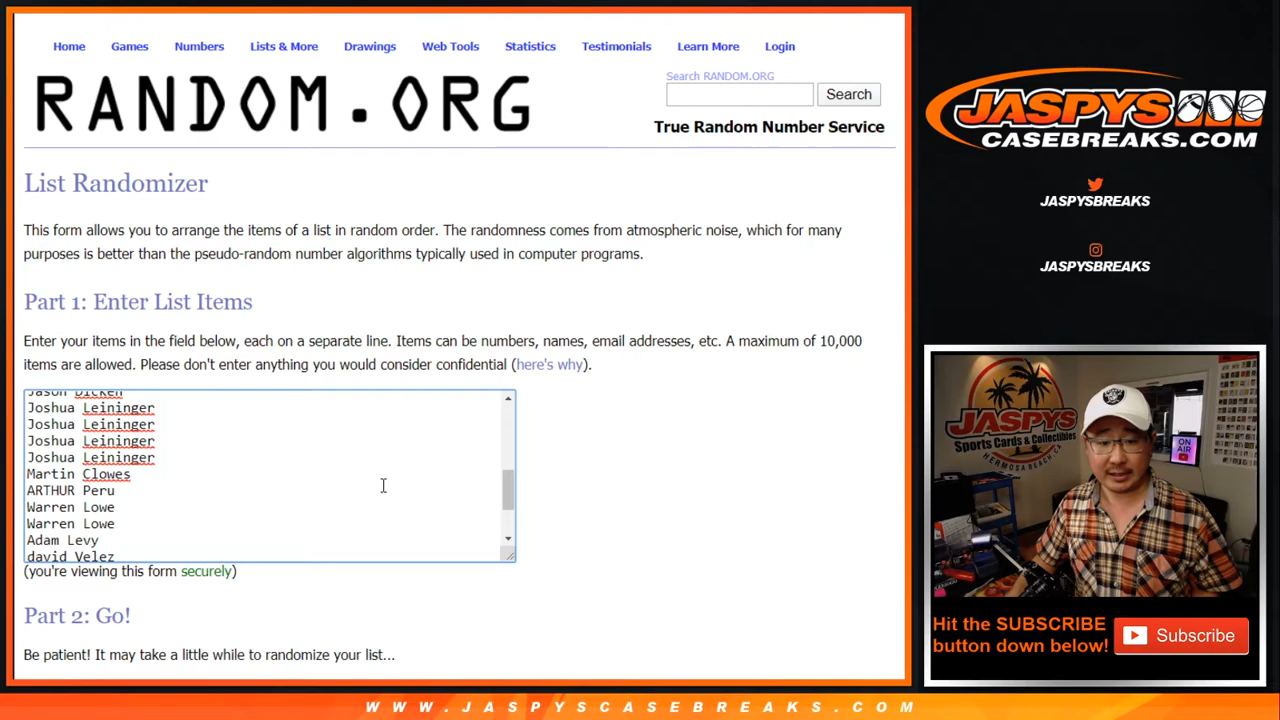 Home Games Numbers Lists & More Drawings Web Tools Statistics Testimonials Learn More Login
RANDOM.ORG
Search RANDOM.ORG
Search
True Random Number Service
List Randomizer
This form allows you to arrange the items of a list in random order. The randomness comes from atmospheric noise, which for many
purposes is better than the pseudo-random number algorithms typically used in computer programs.
Part 1: Enter List Items
Enter your items in the field below, each on a separate line. Items can be numbers, names, email addresses, etc. A maximum of 10,000
items are allowed. Please don't enter anything you would consider confidential (here's why).
Jason Dicken
Joshua Leininger
Joshua Leininger
Joshua Leininger
Joshua Leininger
Martin Clowes
ARTHUR Peru
Warren Lowe
Warren Lowe
Adam Levy
david Velez
(you're viewing this form securely)
Part 2: Go!
Be patient! It may take a little while to randomize your list...
JASPYS
CASEBREAKS.COM
JASPYSBREAKS
JASPYSBREAKS
JASPYS
Sports Cards & Collectibles
HERMOSA BEACH, CA
ON AIR
Hit the SUBSCRIBE
button down below!
Subscribe
WWW.JASPYSCASEBREAKS.COM